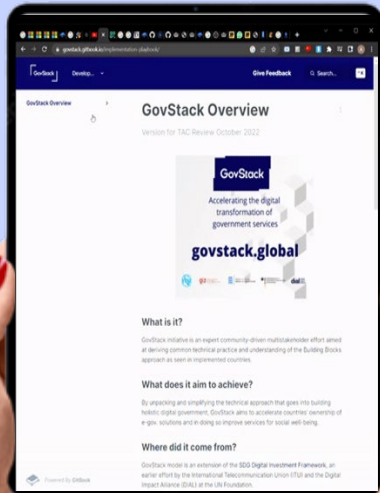 govstack.gitbook.io/implementation-playbook/
GovStack
Develop...
Give Feedback
Search...
GovStack Overview
GovStack Overview
Version for TAC Review October 2022
GovStack
Accelerating the digital
transformation of
government services
govstack.global
giz
dial
What is it?
GovStack initiative is an expert community-driven multistakeholder effort aimed
at deriving common technical practice and understanding of the Building Blocks
approach as seen in implemented countries.
What does it aim to achieve?
By unpacking and simplifying the technical approach that goes into building
holistic digital government, GovStack aims to accelerate countries' ownership of
e-gov. solutions and in doing so improve services for social well-being.
Where did it come from?
GovStack model is an extension of the SDG Digital Investment Framework, an
earlier effort by the International Telecommunication Union (ITU) and the Digital
Impact Alliance (DIAL) at the UN Foundation.
Powered by GitBook